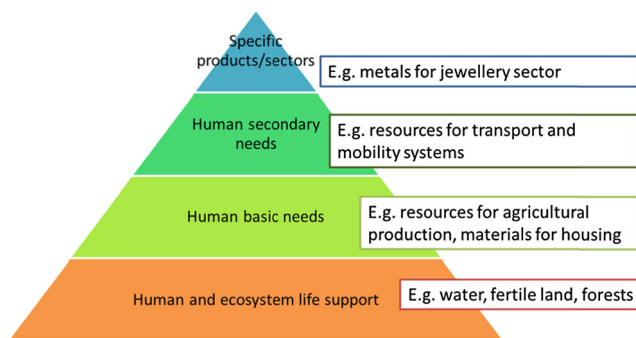 Specific
products/sectors
E.g. metals for jewellery sector
Human secondary
needs
E.g. resources for transport and
mobility systems
Human basic needs
E.g. resources for agricultural
production, materials for housing
Human and ecosystem life support
E.g. water, fertile land, forests